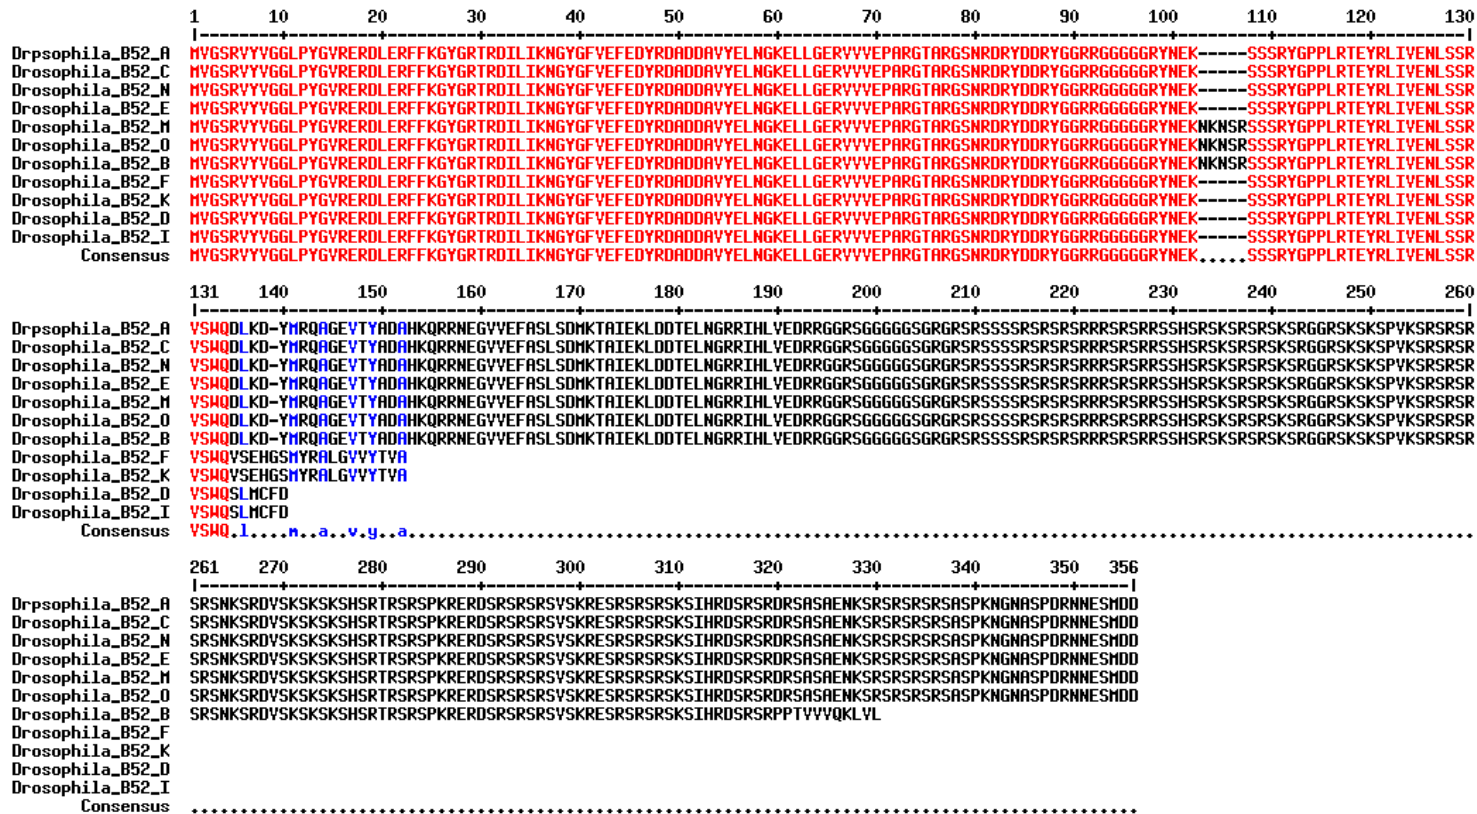 1 10 20 30 40 50 60 70 80 90 100 110 120 130
|--------+---------+---------+---------+---------+---------+---------+---------+---------+---------+---------+---------+---------|
Drpsophila_B52_A MVGSRVYVGGLPYGVRERDLERFFKGYGRTRDILIKNGYGFVEFEDYRDADDAVYELNGKELLGERVVVEPARGTARGSNRDRYDDRYGGRRGGGGGRYNEK-----SSSRYGPPLRTEYRLIVENLSSR
Drosophila_B52_C MVGSRVYVGGLPYGVRERDLERFFKGYGRTRDILIKNGYGFVEFEDYRDADDAVYELNGKELLGERVVVEPARGTARGSNRDRYDDRYGGRRGGGGGRYNEK-----SSSRYGPPLRTEYRLIVENLSSR
Drosophila_B52_N MVGSRVYVGGLPYGVRERDLERFFKGYGRTRDILIKNGYGFVEFEDYRDADDAVYELNGKELLGERVVVEPARGTARGSNRDRYDDRYGGRRGGGGGRYNEK-----SSSRYGPPLRTEYRLIVENLSSR
Drosophila_B52_E MVGSRVYVGGLPYGVRERDLERFFKGYGRTRDILIKNGYGFVEFEDYRDADDAVYELNGKELLGERVVVEPARGTARGSNRDRYDDRYGGRRGGGGGRYNEK-----SSSRYGPPLRTEYRLIVENLSSR
Drosophila_B52_M MVGSRVYVGGLPYGVRERDLERFFKGYGRTRDILIKNGYGFVEFEDYRDADDAVYELNGKELLGERVVVEPARGTARGSNRDRYDDRYGGRRGGGGGRYNEKNKNSRSSSRYGPPLRTEYRLIVENLSSR
Drosophila_B52_O MVGSRVYVGGLPYGVRERDLERFFKGYGRTRDILIKNGYGFVEFEDYRDADDAVYELNGKELLGERVVVEPARGTARGSNRDRYDDRYGGRRGGGGGRYNEKNKNSRSSSRYGPPLRTEYRLIVENLSSR
Drosophila_B52_B MVGSRVYVGGLPYGVRERDLERFFKGYGRTRDILIKNGYGFVEFEDYRDADDAVYELNGKELLGERVVVEPARGTARGSNRDRYDDRYGGRRGGGGGRYNEKNKNSRSSSRYGPPLRTEYRLIVENLSSR
Drosophila_B52_F MVGSRVYVGGLPYGVRERDLERFFKGYGRTRDILIKNGYGFVEFEDYRDADDAVYELNGKELLGERVVVEPARGTARGSNRDRYDDRYGGRRGGGGGRYNEK-----SSSRYGPPLRTEYRLIVENLSSR
Drosophila_B52_K MVGSRVYVGGLPYGVRERDLERFFKGYGRTRDILIKNGYGFVEFEDYRDADDAVYELNGKELLGERVVVEPARGTARGSNRDRYDDRYGGRRGGGGGRYNEK-----SSSRYGPPLRTEYRLIVENLSSR
Drosophila_B52_D MVGSRVYVGGLPYGVRERDLERFFKGYGRTRDILIKNGYGFVEFEDYRDADDAVYELNGKELLGERVVVEPARGTARGSNRDRYDDRYGGRRGGGGGRYNEK-----SSSRYGPPLRTEYRLIVENLSSR
Drosophila_B52_I MVGSRVYVGGLPYGVRERDLERFFKGYGRTRDILIKNGYGFVEFEDYRDADDAVYELNGKELLGERVVVEPARGTARGSNRDRYDDRYGGRRGGGGGRYNEK-----SSSRYGPPLRTEYRLIVENLSSR
Consensus MVGSRVYVGGLPYGVRERDLERFFKGYGRTRDILIKNGYGFVEFEDYRDADDAVYELNGKELLGERVVVEPARGTARGSNRDRYDDRYGGRRGGGGGRYNEK.....SSSRYGPPLRTEYRLIVENLSSR
131 140 150 160 170 180 190 200 210 220 230 240 250 260
|--------+---------+---------+---------+---------+---------+---------+---------+---------+---------+---------+---------+---------|
Drpsophila_B52_A VSWQDLKD-YMRQAGEVTYADAHKQRRNEGVVEFASLSDMKTAIEKLDDTELNGRRIHLVEDRRGGRSGGGGGSGRGRSRSSSSRSRSRSRRRSRSRRSSHSRSKSRSRSKSRGGRSKSKSPVKSRSRSR
Drosophila_B52_C VSWQDLKD-YMRQAGEVTYADAHKQRRNEGVVEFASLSDMKTAIEKLDDTELNGRRIHLVEDRRGGRSGGGGGSGRGRSRSSSSRSRSRSRRRSRSRRSSHSRSKSRSRSKSRGGRSKSKSPVKSRSRSR
Drosophila_B52_N VSWQDLKD-YMRQAGEVTYADAHKQRRNEGVVEFASLSDMKTAIEKLDDTELNGRRIHLVEDRRGGRSGGGGGSGRGRSRSSSSRSRSRSRRRSRSRRSSHSRSKSRSRSKSRGGRSKSKSPVKSRSRSR
Drosophila_B52_E VSWQDLKD-YMRQAGEVTYADAHKQRRNEGVVEFASLSDMKTAIEKLDDTELNGRRIHLVEDRRGGRSGGGGGSGRGRSRSSSSRSRSRSRRRSRSRRSSHSRSKSRSRSKSRGGRSKSKSPVKSRSRSR
Drosophila_B52_M VSWQDLKD-YMRQAGEVTYADAHKQRRNEGVVEFASLSDMKTAIEKLDDTELNGRRIHLVEDRRGGRSGGGGGSGRGRSRSSSSRSRSRSRRRSRSRRSSHSRSKSRSRSKSRGGRSKSKSPVKSRSRSR
Drosophila_B52_O VSWQDLKD-YMRQAGEVTYADAHKQRRNEGVVEFASLSDMKTAIEKLDDTELNGRRIHLVEDRRGGRSGGGGGSGRGRSRSSSSRSRSRSRRRSRSRRSSHSRSKSRSRSKSRGGRSKSKSPVKSRSRSR
Drosophila_B52_B VSWQDLKD-YMRQAGEVTYADAHKQRRNEGVVEFASLSDMKTAIEKLDDTELNGRRIHLVEDRRGGRSGGGGGSGRGRSRSSSSRSRSRSRRRSRSRRSSHSRSKSRSRSKSRGGRSKSKSPVKSRSRSR
Drosophila_B52_F VSWQVSEHGSMYRALGVVYTVA
Drosophila_B52_K VSWQVSEHGSMYRALGVVYTVA
Drosophila_B52_D VSWQSLMCFD
Drosophila_B52_I VSWQSLMCFD
Consensus VSWQ.l....m..a..v.y..a............................................................................................................
261 270 280 290 300 310 320 330 340 350 356
|--------+---------+---------+---------+---------+---------+---------+---------+---------+-----|
Drpsophila_B52_A SRSNKSRDVSKSKSKSHSRTRSRSPKRERDSRSRSRSVSKRESRSRSRSKSIHRDSRSRDRSASAENKSRSRSRSRSASPKNGNASPDRNNESMDD
Drosophila_B52_C SRSNKSRDVSKSKSKSHSRTRSRSPKRERDSRSRSRSVSKRESRSRSRSKSIHRDSRSRDRSASAENKSRSRSRSRSASPKNGNASPDRNNESMDD
Drosophila_B52_N SRSNKSRDVSKSKSKSHSRTRSRSPKRERDSRSRSRSVSKRESRSRSRSKSIHRDSRSRDRSASAENKSRSRSRSRSASPKNGNASPDRNNESMDD
Drosophila_B52_E SRSNKSRDVSKSKSKSHSRTRSRSPKRERDSRSRSRSVSKRESRSRSRSKSIHRDSRSRDRSASAENKSRSRSRSRSASPKNGNASPDRNNESMDD
Drosophila_B52_M SRSNKSRDVSKSKSKSHSRTRSRSPKRERDSRSRSRSVSKRESRSRSRSKSIHRDSRSRDRSASAENKSRSRSRSRSASPKNGNASPDRNNESMDD
Drosophila_B52_O SRSNKSRDVSKSKSKSHSRTRSRSPKRERDSRSRSRSVSKRESRSRSRSKSIHRDSRSRDRSASAENKSRSRSRSRSASPKNGNASPDRNNESMDD
Drosophila_B52_B SRSNKSRDVSKSKSKSHSRTRSRSPKRERDSRSRSRSVSKRESRSRSRSKSIHRDSRSRPPTVVVQKLVL
Drosophila_B52_F
Drosophila_B52_K
Drosophila_B52_D
Drosophila_B52_I
Consensus ................................................................................................